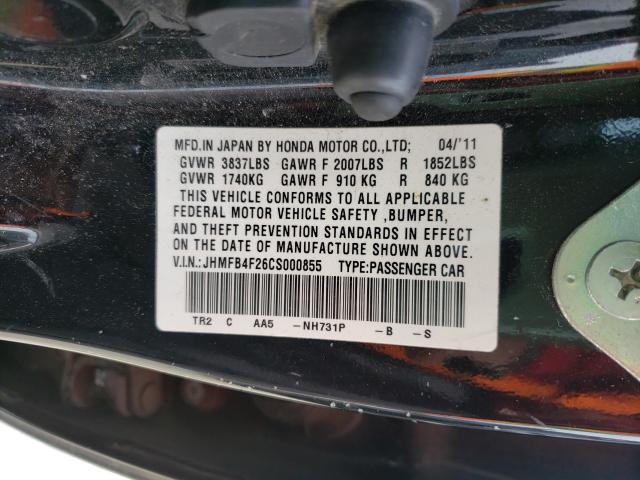 MFD.IN JAPAN BY HONDA MOTOR CO.,LTD; 04/'11
GVWR 3837LBS GAWR F 2007LBS R 1852LBS
GVWR 1740KG GAWR F 910 KG R 840 KG
THIS VEHICLE CONFORMS TO ALL APPLICABLE
FEDERAL MOTOR VEHICLE SAFETY ,BUMPER,
AND THEFT PREVENTION STANDARDS IN EFFECT
ON THE DATE OF MANUFACTURE SHOWN ABOVE.
V.IN.: JHMFB4F26CS000855 TYPE:PASSENGER CAR
TR2 C AA5 -NH731P -B -S